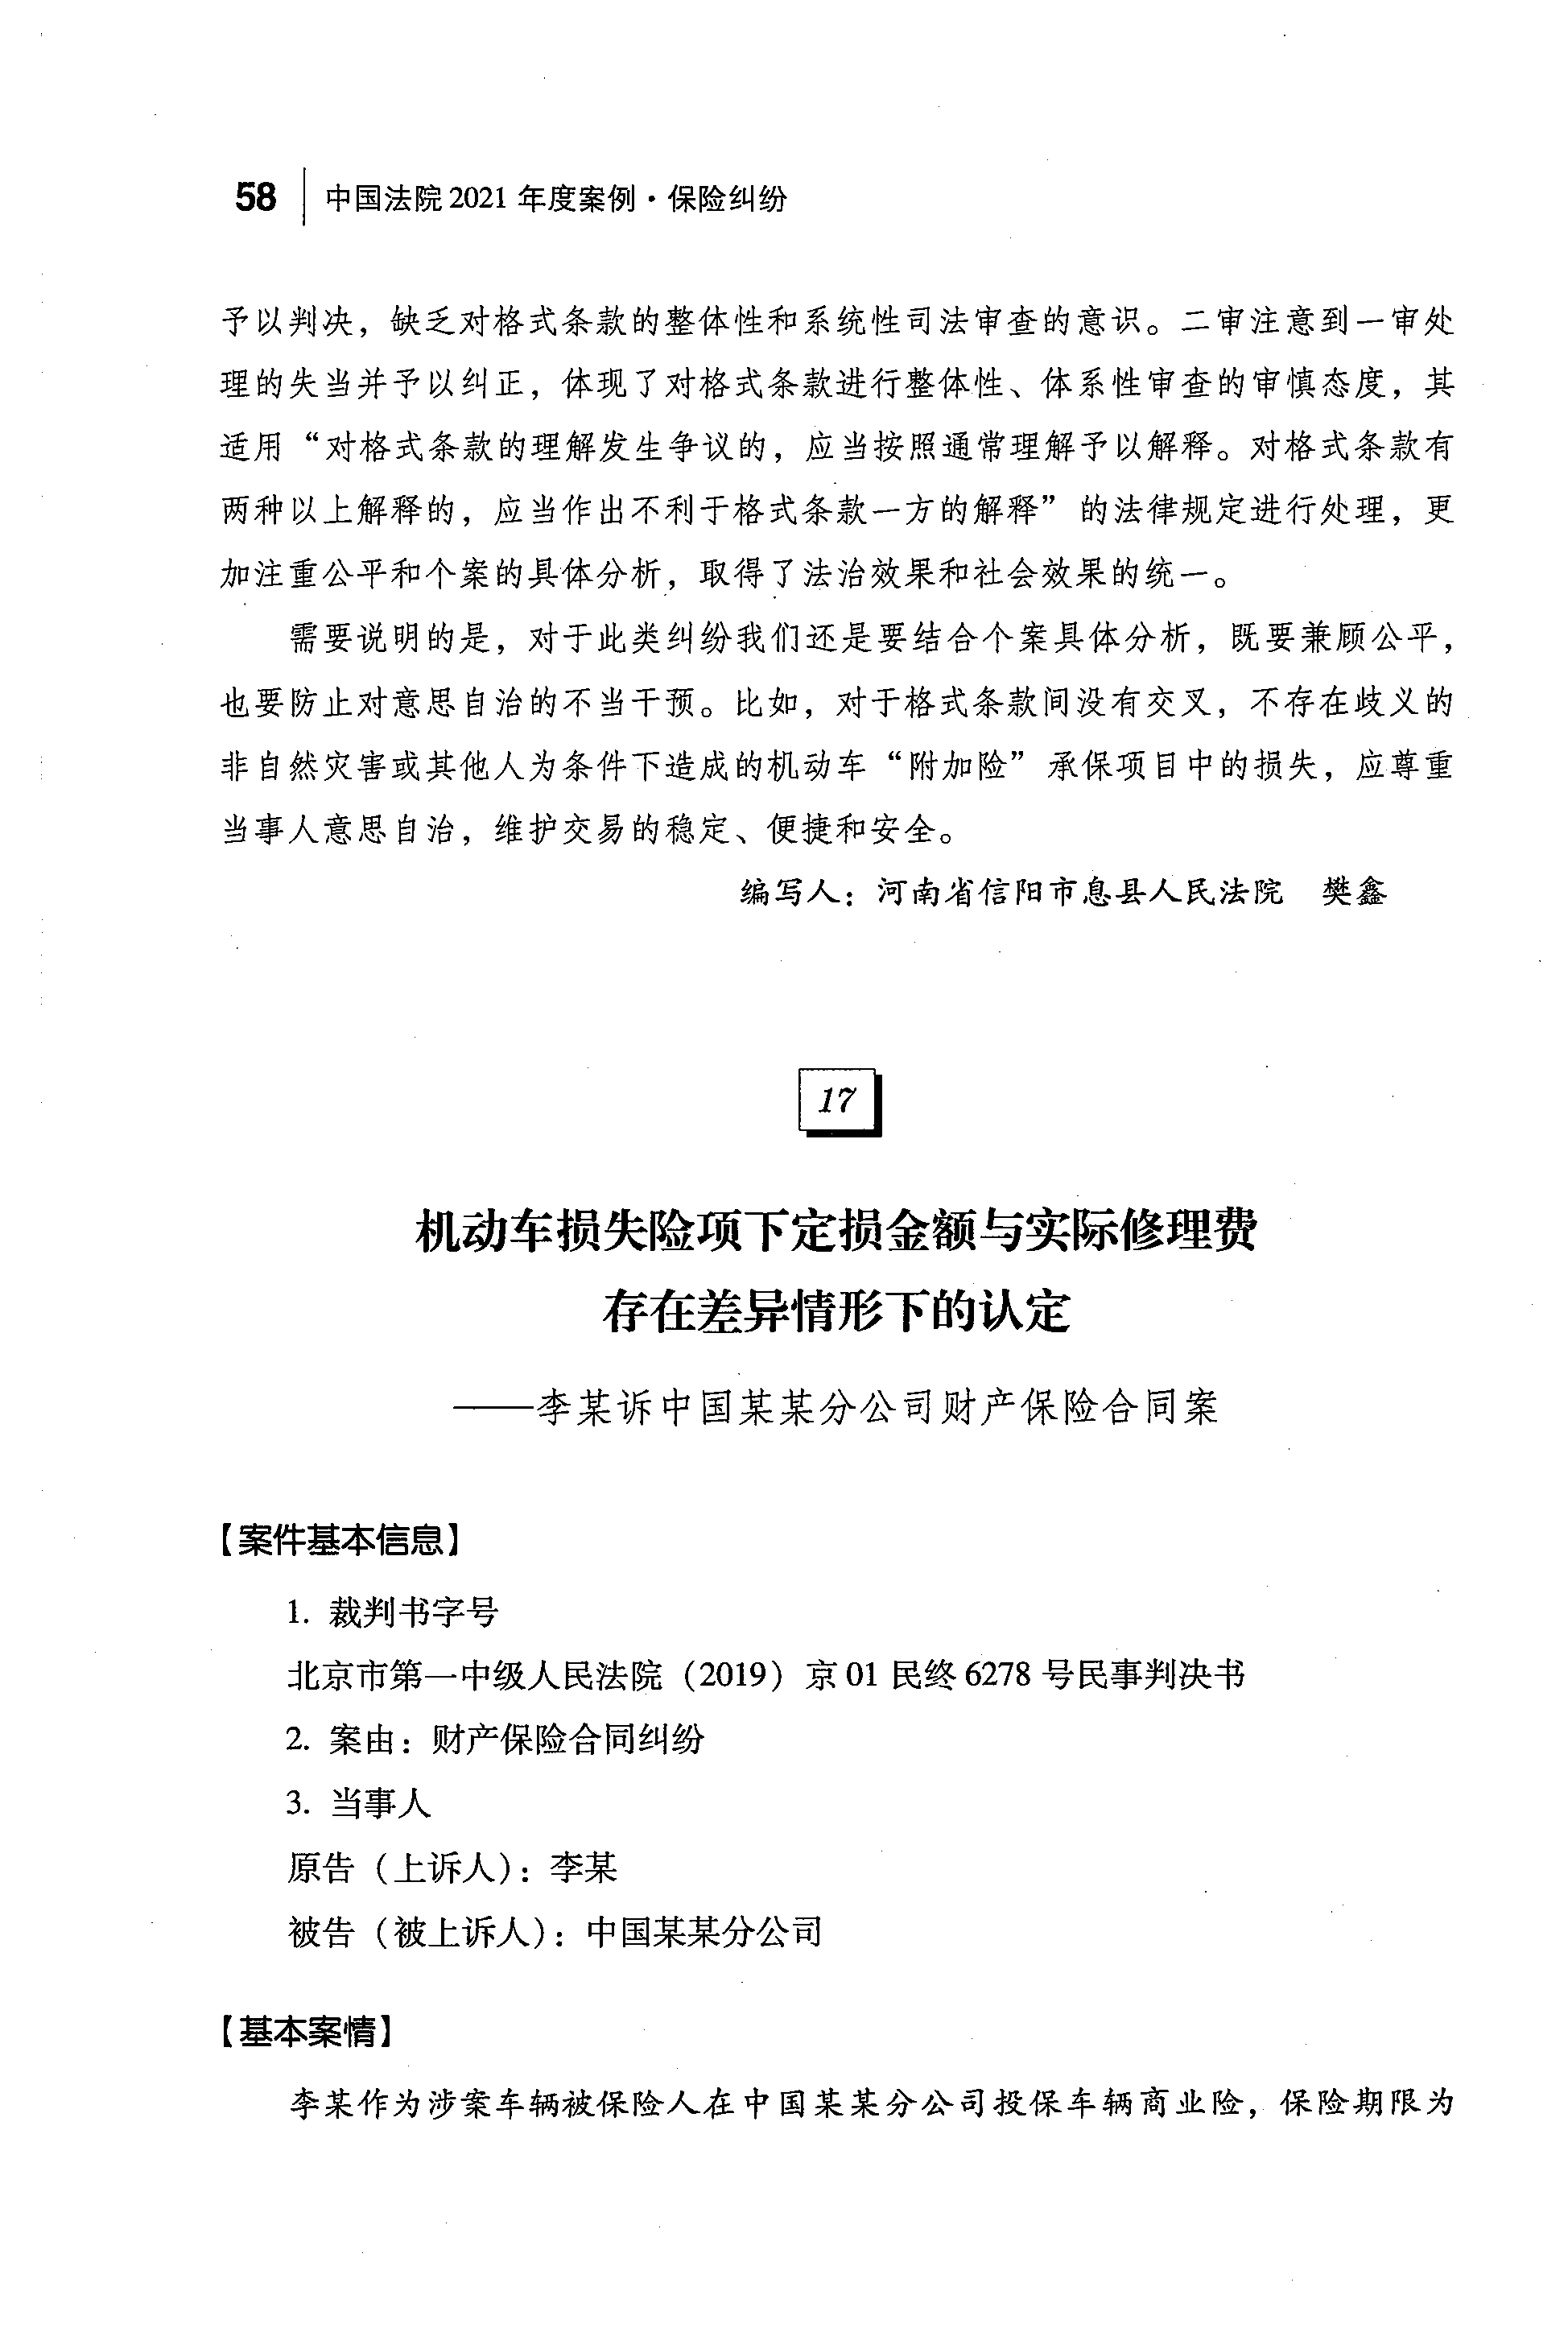 58 中国法院 2021 年度案例·保险纠纷
予以判决，缺乏对格式条款的整体性和系统性司法审查的意识。二审注意到一审处
理的失当并予以纠正，体现了对格式条款进行整体性、体系性审查的审慎态度，其
适用“对格式条款的理解发生争议的，应当按照通常理解予以解释。对格式条款有
两种以上解释的，应当作出不利于格式条款一方的解释”的法律规定进行处理，更
加注重公平和个案的具体分析，取得了法治效果和社会效果的统一。
需要说明的是，对于此类纠纷我们还是要结合个案具体分析，既要兼顾公平，
也要防止对意思自治的不当干预。比如，对于格式条款间没有交叉，不存在歧义的
非自然灾害或其他人为条件下造成的机动车“附加险”承保项目中的损失，应尊重
当事人意思自治，维护交易的稳定、便捷和安全。
编写人：河南省信阳市息县人民法院 樊鑫
17
机动车损失险项下定损金额与实际修理费
存在差异情形下的认定
——李某诉中国某某分公司财产保险合同案
【案件基本信息】
1. 裁判书字号
北京市第一中级人民法院（2019）京 01 民终 6278 号民事判决书
2. 案由：财产保险合同纠纷
3. 当事人
原告（上诉人）：李某
被告（被上诉人）：中国某某分公司
【基本案情】
李某作为涉案车辆被保险人在中国某某分公司投保车辆商业险，保险期限为